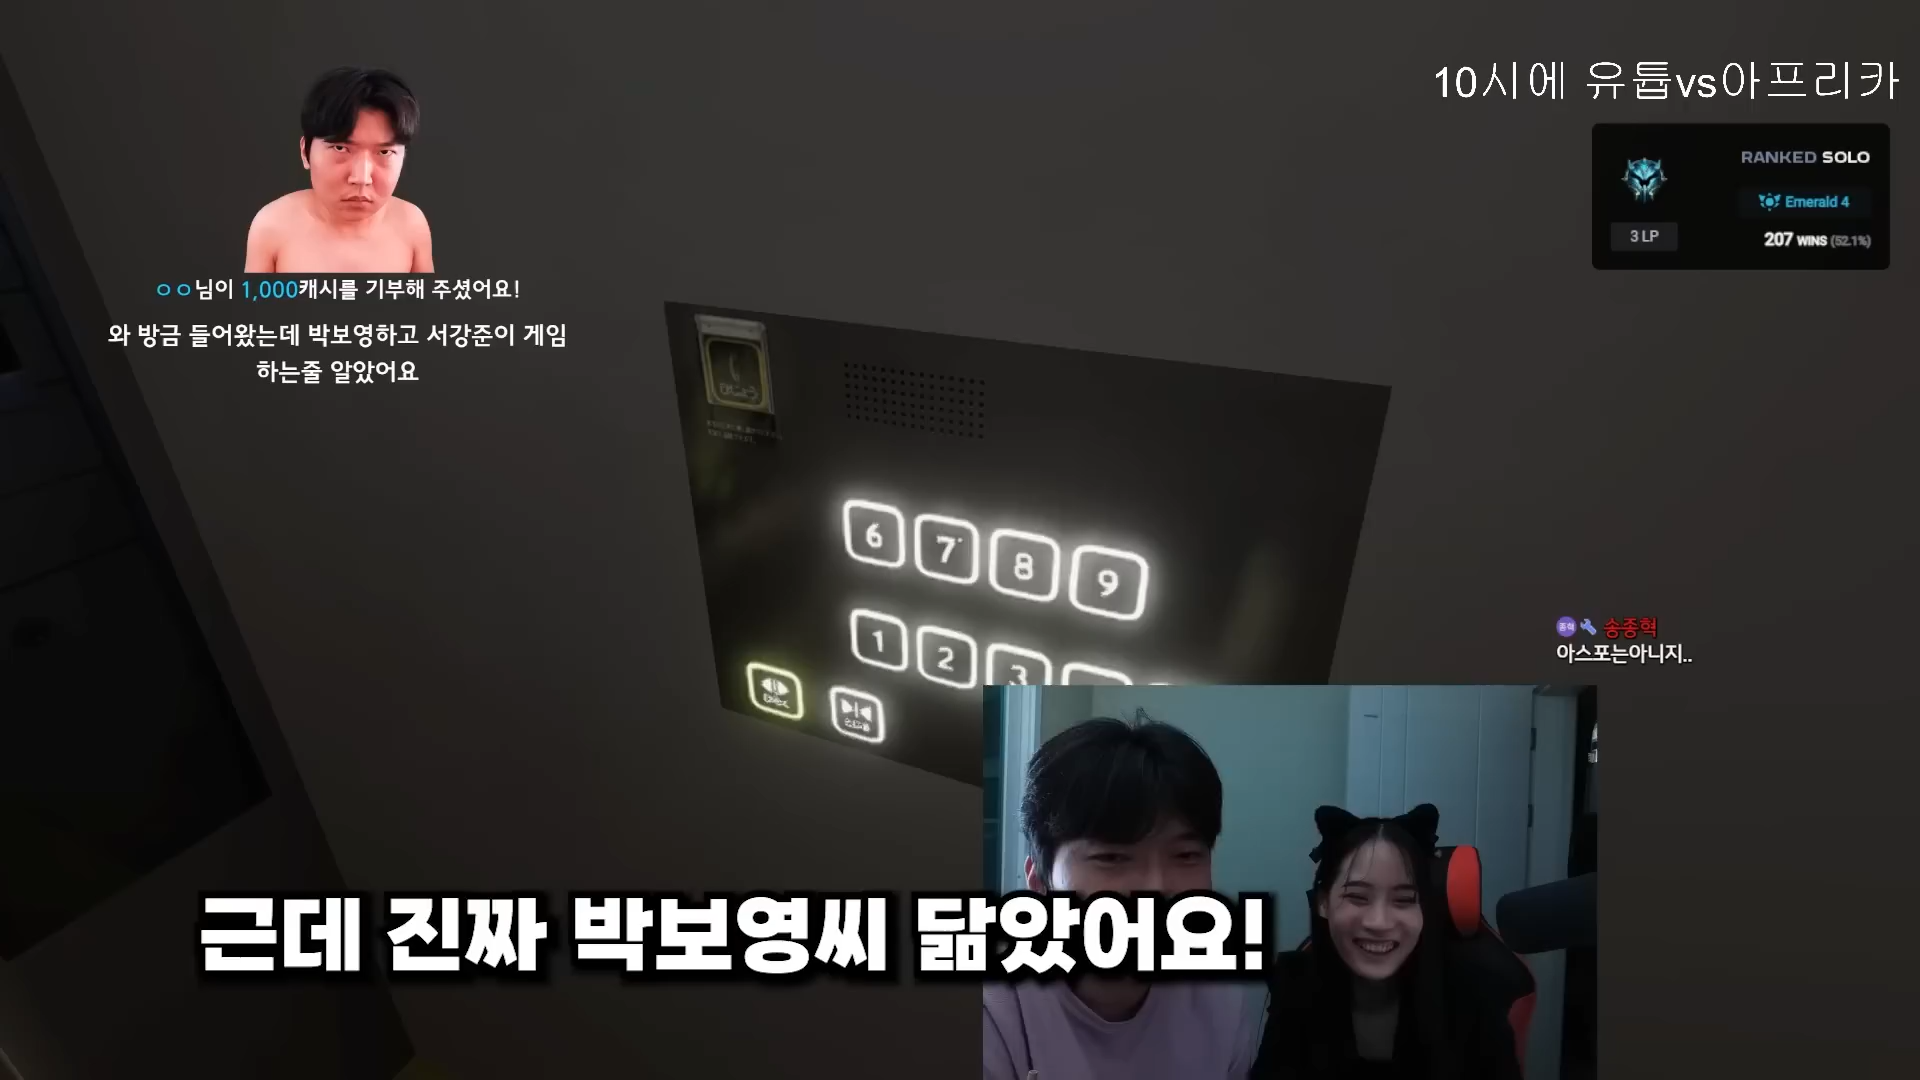 10시에 유튭vs아프리카
RANKED SOLO
Emerald 4
3 LP
207 WINS (52.1%)
ㅇㅇ님이 1,000캐시를 기부해 주셨어요!
와 방금 들어왔는데 박보영하고 서강준이 게임
하는줄 알았어요
6 7 8 9
1 2 3
종혁 송종혁
아스포는아니지..
근데 진짜 박보영씨 닮았어요!